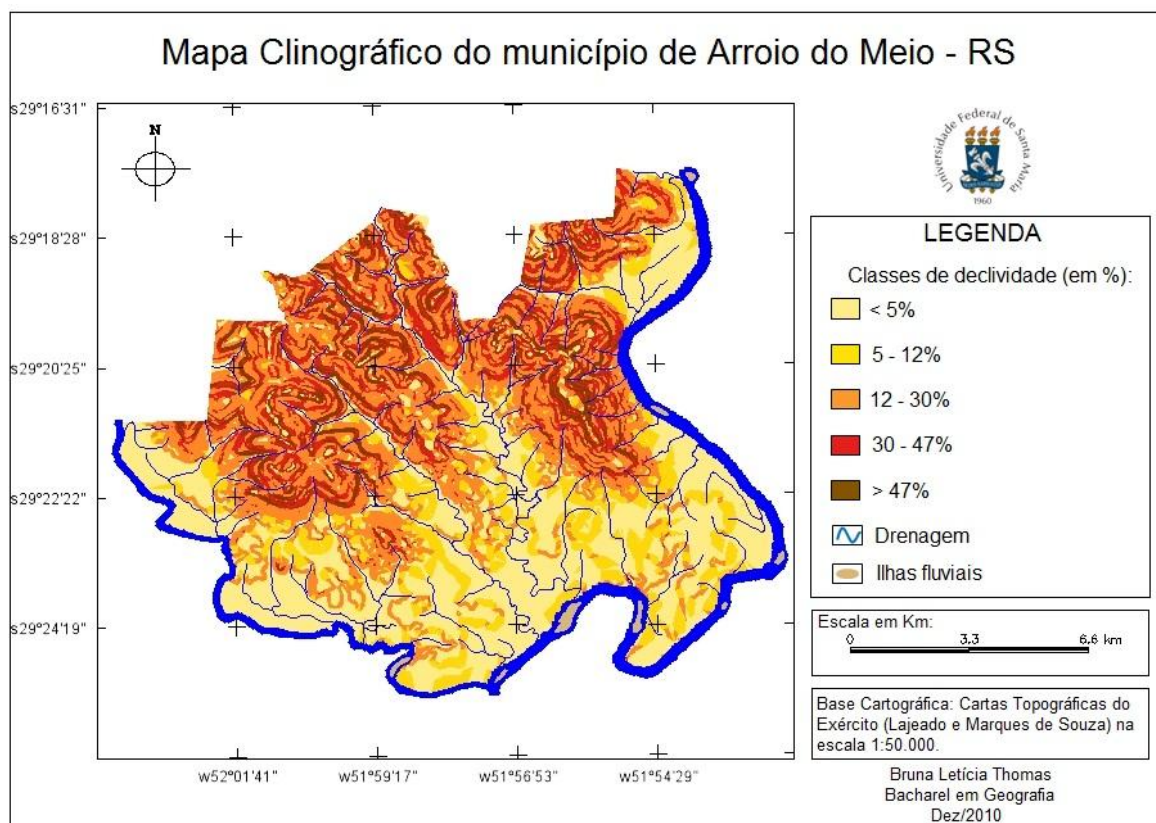 Mapa Clinográfico do município de Arroio do Meio - RS
s29°16'31"
s29°18'28"
s29°20'25"
s29°22'22"
s29°24'19"
N
w52°01'41"
w51°59'17"
w51°56'53"
w51°54'29"
Universidade Federal de Santa Maria
1960
LEGENDA
Classes de declividade (em %):
< 5%
5 - 12%
12 - 30%
30 - 47%
> 47%
Drenagem
Ilhas fluviais
Escala em Km:
0 3.3 6.6 km
Base Cartográfica: Cartas Topográficas do
Exército (Lajeado e Marques de Souza) na
escala 1:50.000.
Bruna Letícia Thomas
Bacharel em Geografia
Dez/2010